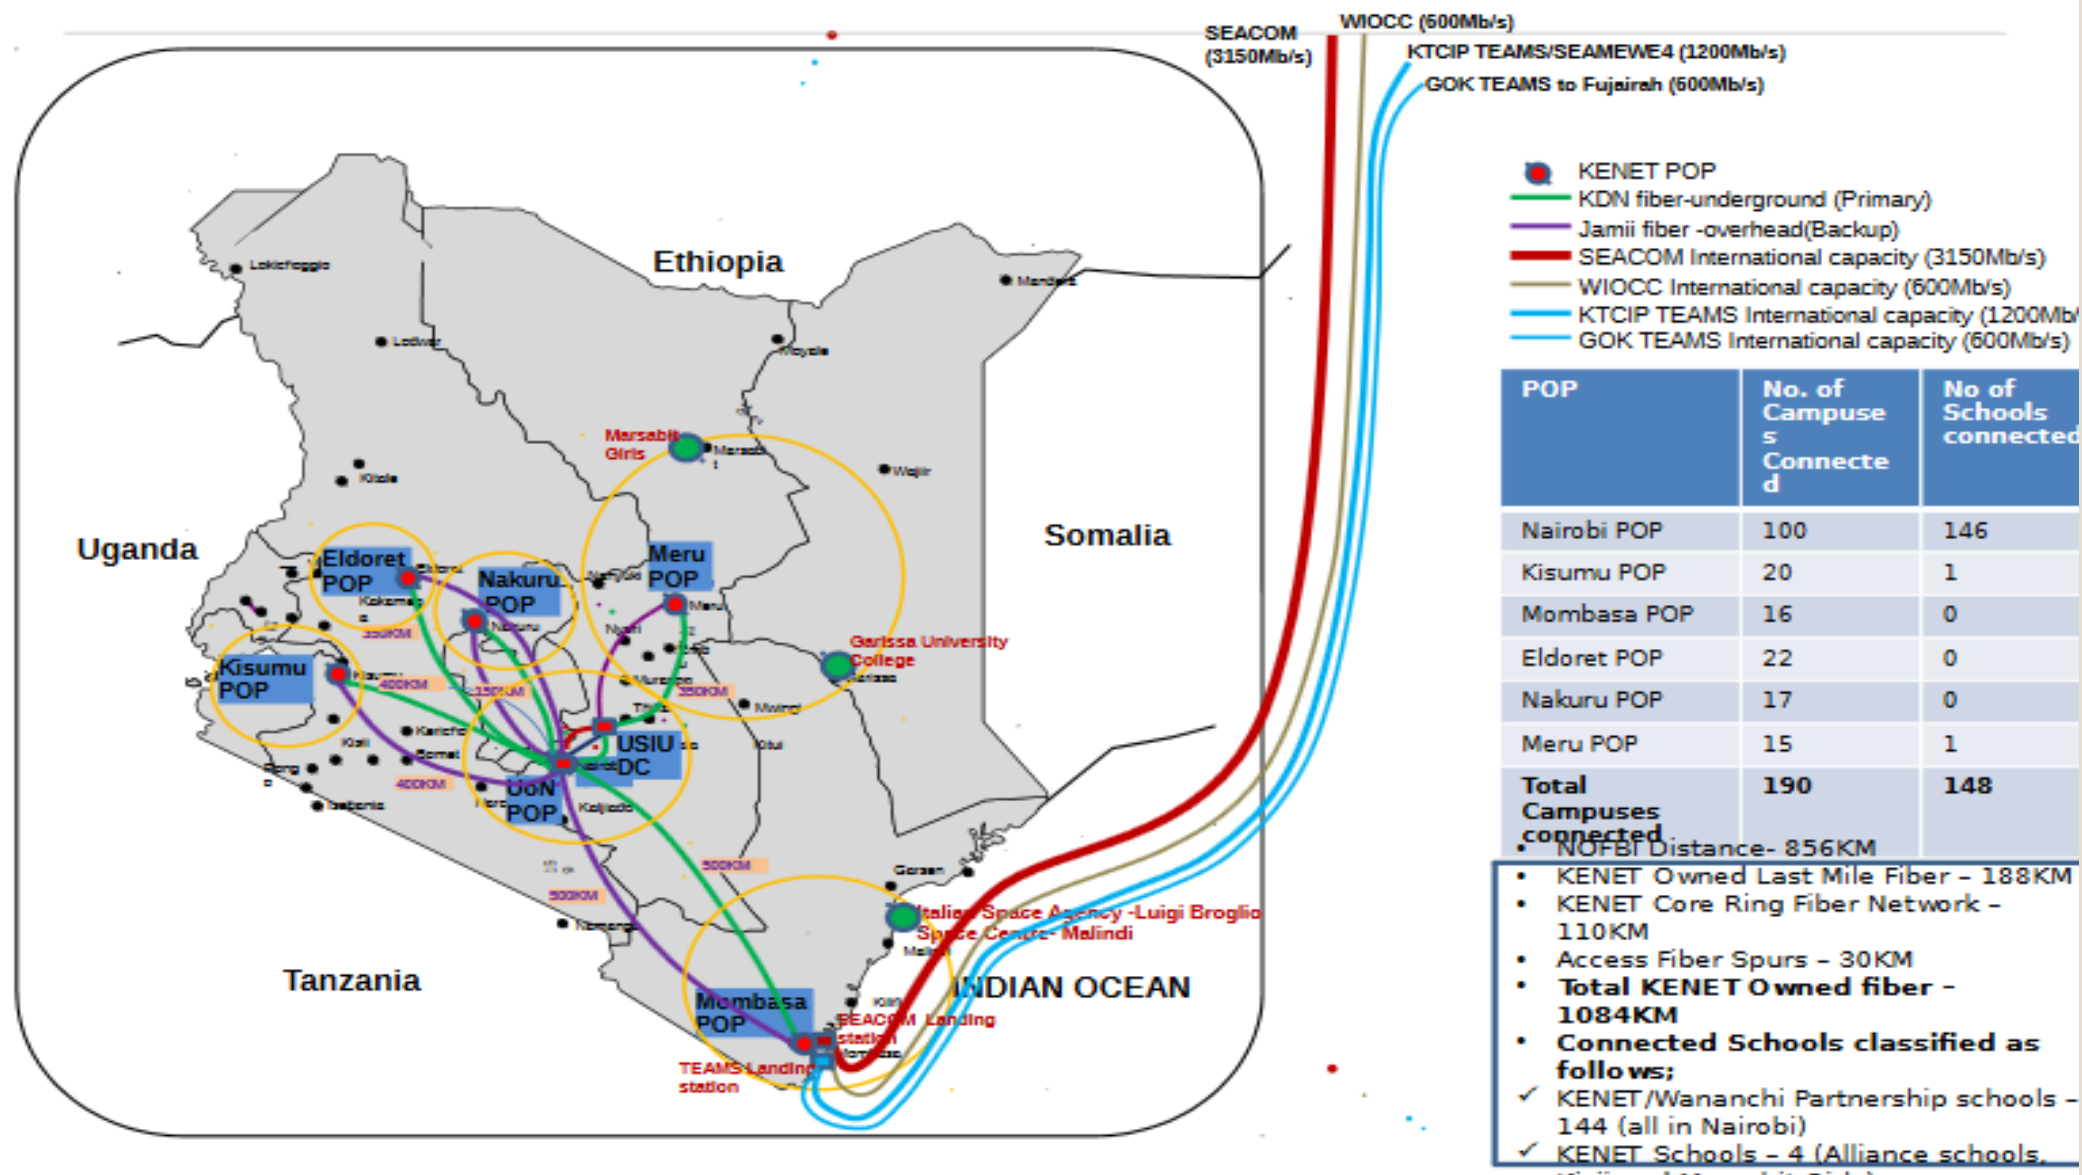 SEACOM
(3150Mb/s)
WIOCC (600Mb/s)
KTCIP TEAMS/SEAMEWE4 (1200Mb/s)
GOK TEAMS to Fujairah (600Mb/s)
KENET POP
KDN fiber-underground (Primary)
Jamii fiber -overhead(Backup)
SEACOM International capacity (3150Mb/s)
WIOCC International capacity (600Mb/s)
KTCIP TEAMS International capacity (1200Mb/
GOK TEAMS International capacity (600Mb/s)
Ethiopia
Somalia
Uganda
Tanzania
INDIAN OCEAN
Lokichoggio
Lodwar
Mandera
Moyale
Marsabit
Girls
Marsabi
t
Wajir
Kitale
Eldoret
POP
Nakuru
POP
Meru
POP
Meru
Nakuru
350KM
Garissa University
College
Kisumu
POP
400KM
150KM
350KM
Mwingi
Kericho
Kisii
Bomet
USIU
DC
Kitui
400KM
UoN
POP
Kajiado
Isebania
500KM
500KM
Garsen
Italian Space Agency -Luigi Broglio
Space Centre- Malindi
Namanga
Mombasa
POP
SEACOM Landing
station
Mombasa
TEAMS Landing
station
POP
No. of
Campuse
s
Connecte
d
No of
Schools
connected
Nairobi POP 100 146
Kisumu POP 20 1
Mombasa POP 16 0
Eldoret POP 22 0
Nakuru POP 17 0
Meru POP 15 1
Total 190 148
Campuses
connected
• NOFBI Distance- 856KM
• KENET Owned Last Mile Fiber – 188KM
• KENET Core Ring Fiber Network –
110KM
• Access Fiber Spurs – 30KM
• Total KENET Owned fiber –
1084KM
• Connected Schools classified as
follows;
✓ KENET/Wananchi Partnership schools –
144 (all in Nairobi)
✓ KENET Schools – 4 (Alliance schools,